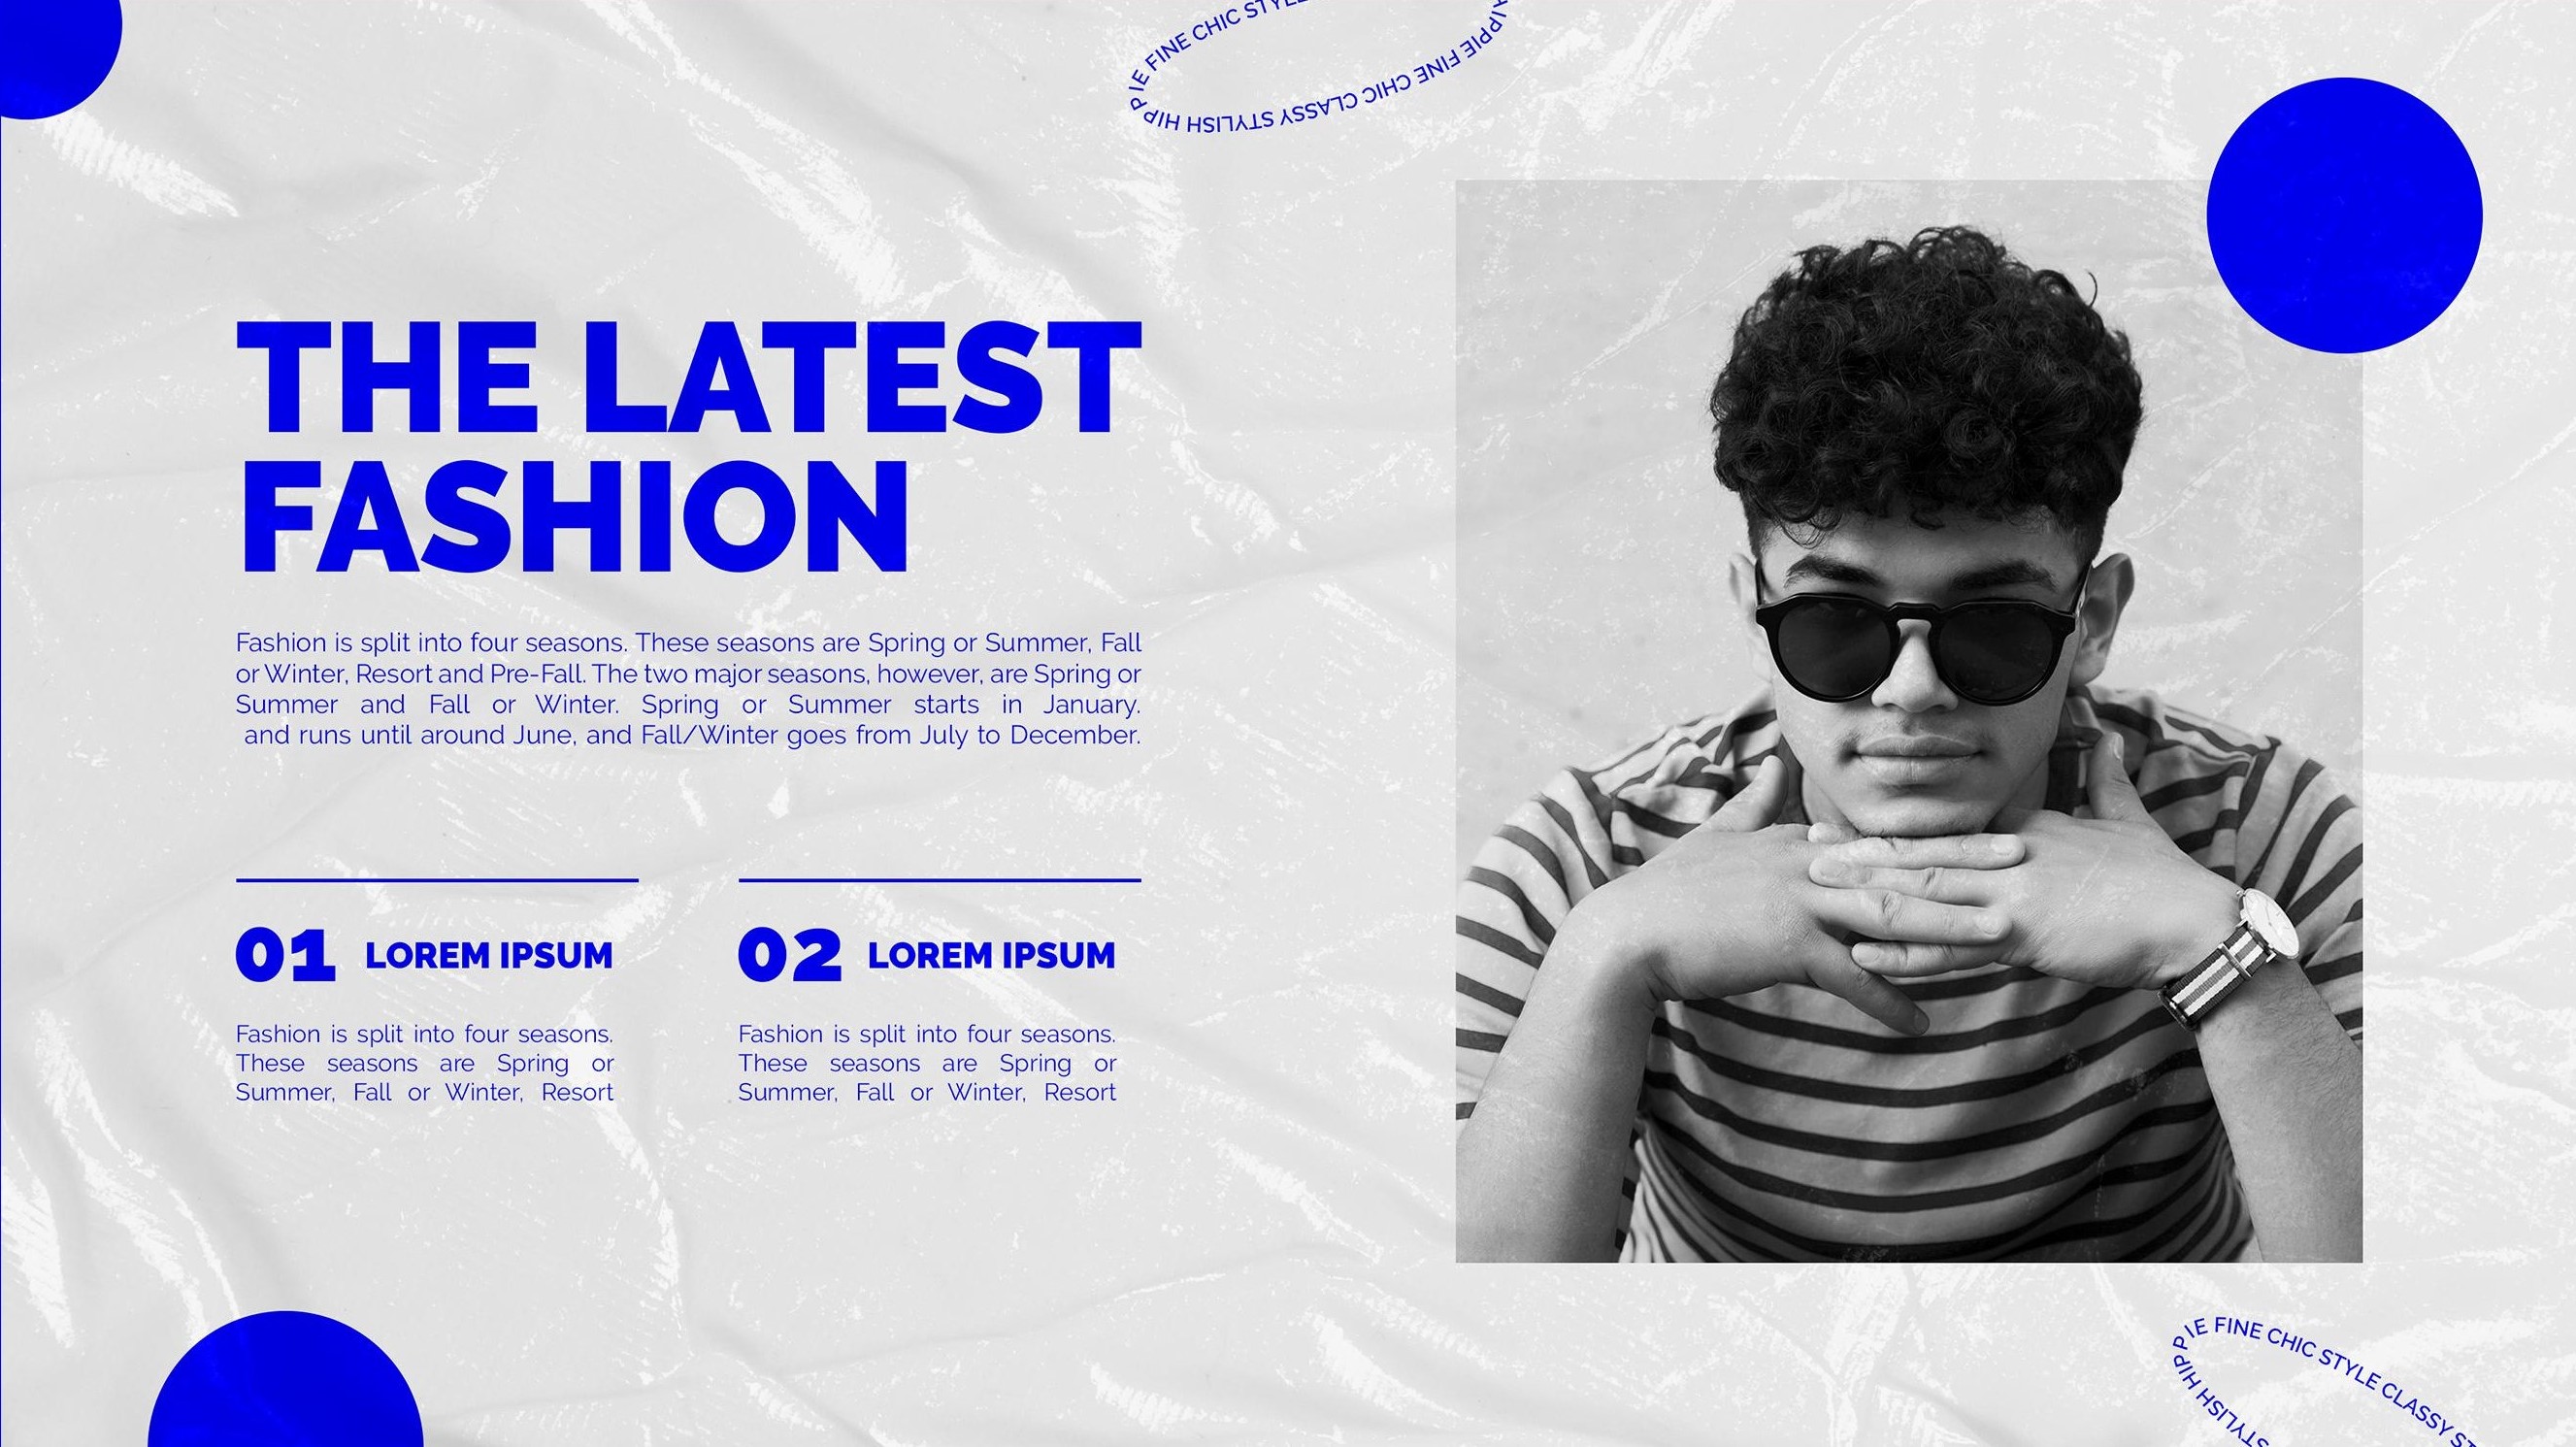 PIE FINE CHIC
HIPPIE FINE CHIC CLASSY STYLISH HIP
THE LATEST
FASHION
Fashion is split into four seasons. These seasons are Spring or Summer, Fall
or Winter, Resort and Pre-Fall. The two major seasons, however, are Spring or
Summer and Fall or Winter. Spring or Summer starts in January.
and runs until around June, and Fall/Winter goes from July to December.
01 LOREM IPSUM
Fashion is split into four seasons.
These seasons are Spring or
Summer, Fall or Winter, Resort
02 LOREM IPSUM
Fashion is split into four seasons.
These seasons are Spring or
Summer, Fall or Winter, Resort
PIE FINE CHIC STYLE CLASSY
STYLISH HIP